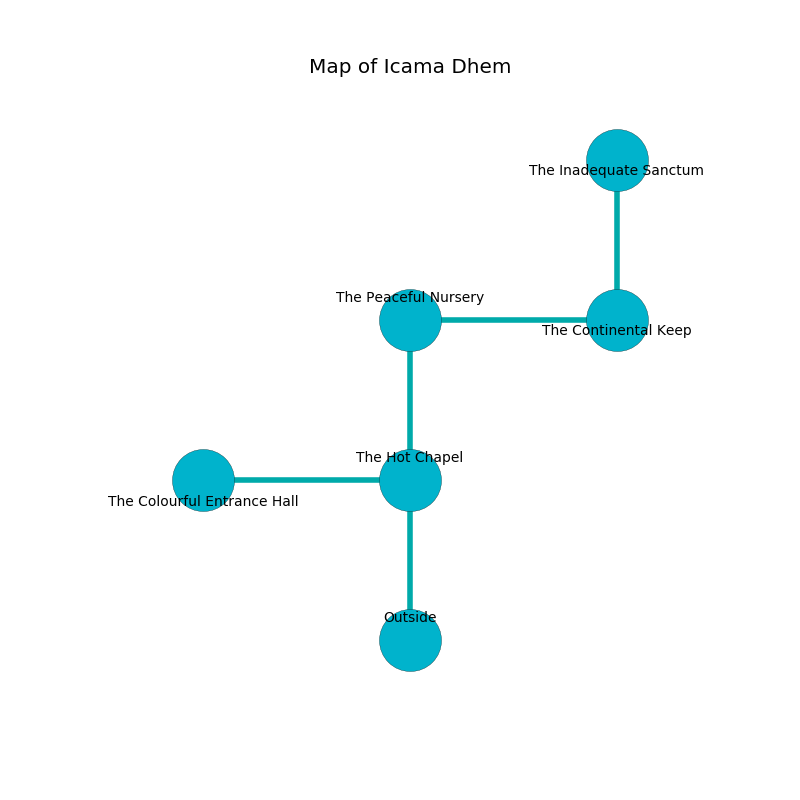 Map of Icama Dhem
The Inadequate Sanctum
The Peaceful Nursery
The Continental Keep
The Hot Chapel
The Colourful Entrance Hall
Outside